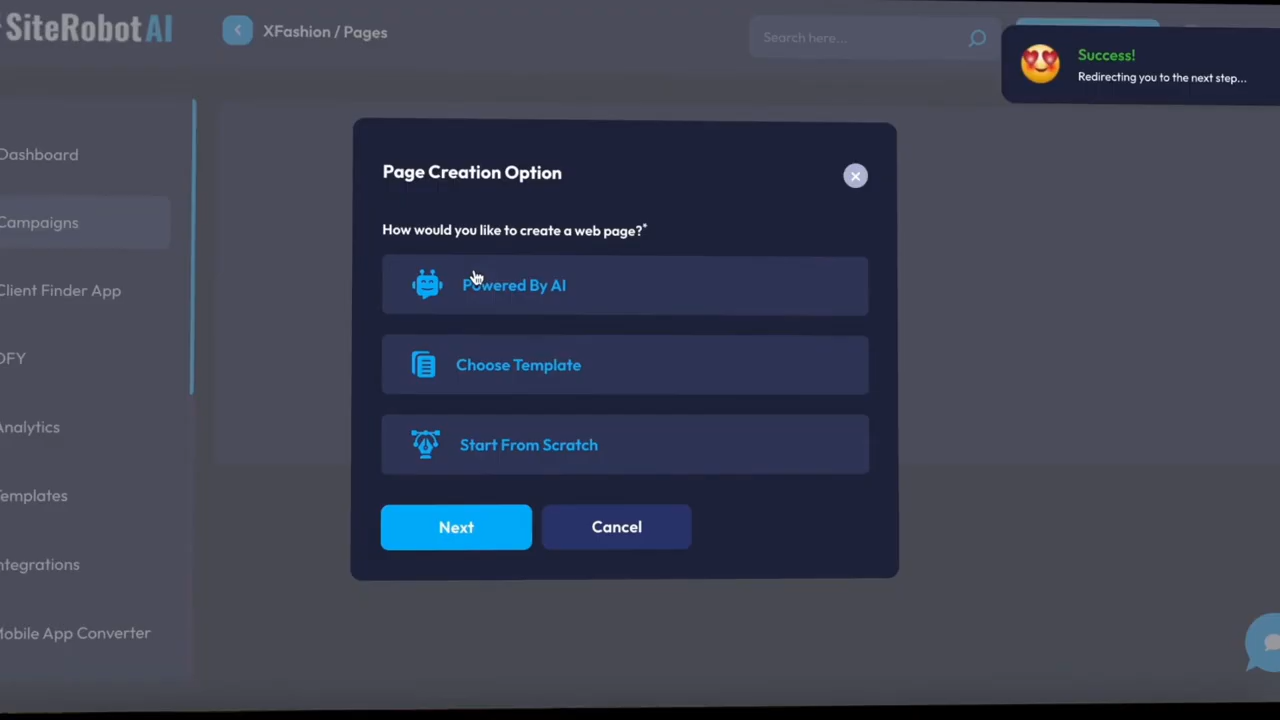 SiteRobotAI
XFashion / Pages
Search here...
Success!
Redirecting you to the next step...
Dashboard
Campaigns
Client Finder App
DFY
Analytics
Templates
Integrations
Mobile App Converter
Page Creation Option
How would you like to create a web page?*
Powered By AI
Choose Template
Start From Scratch
Next
Cancel